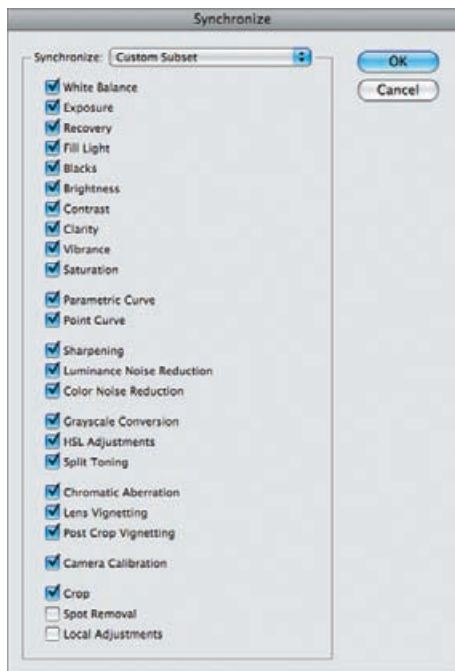 Synchronize
Synchronize: Custom Subset
OK
Cancel
White Balance
Exposure
Recovery
Fill Light
Blacks
Brightness
Contrast
Clarity
Vibrance
Saturation
Parametric Curve
Point Curve
Sharpening
Luminance Noise Reduction
Color Noise Reduction
Grayscale Conversion
HSL Adjustments
Split Toning
Chromatic Aberration
Lens Vignetting
Post Crop Vignetting
Camera Calibration
Crop
Spot Removal
Local Adjustments